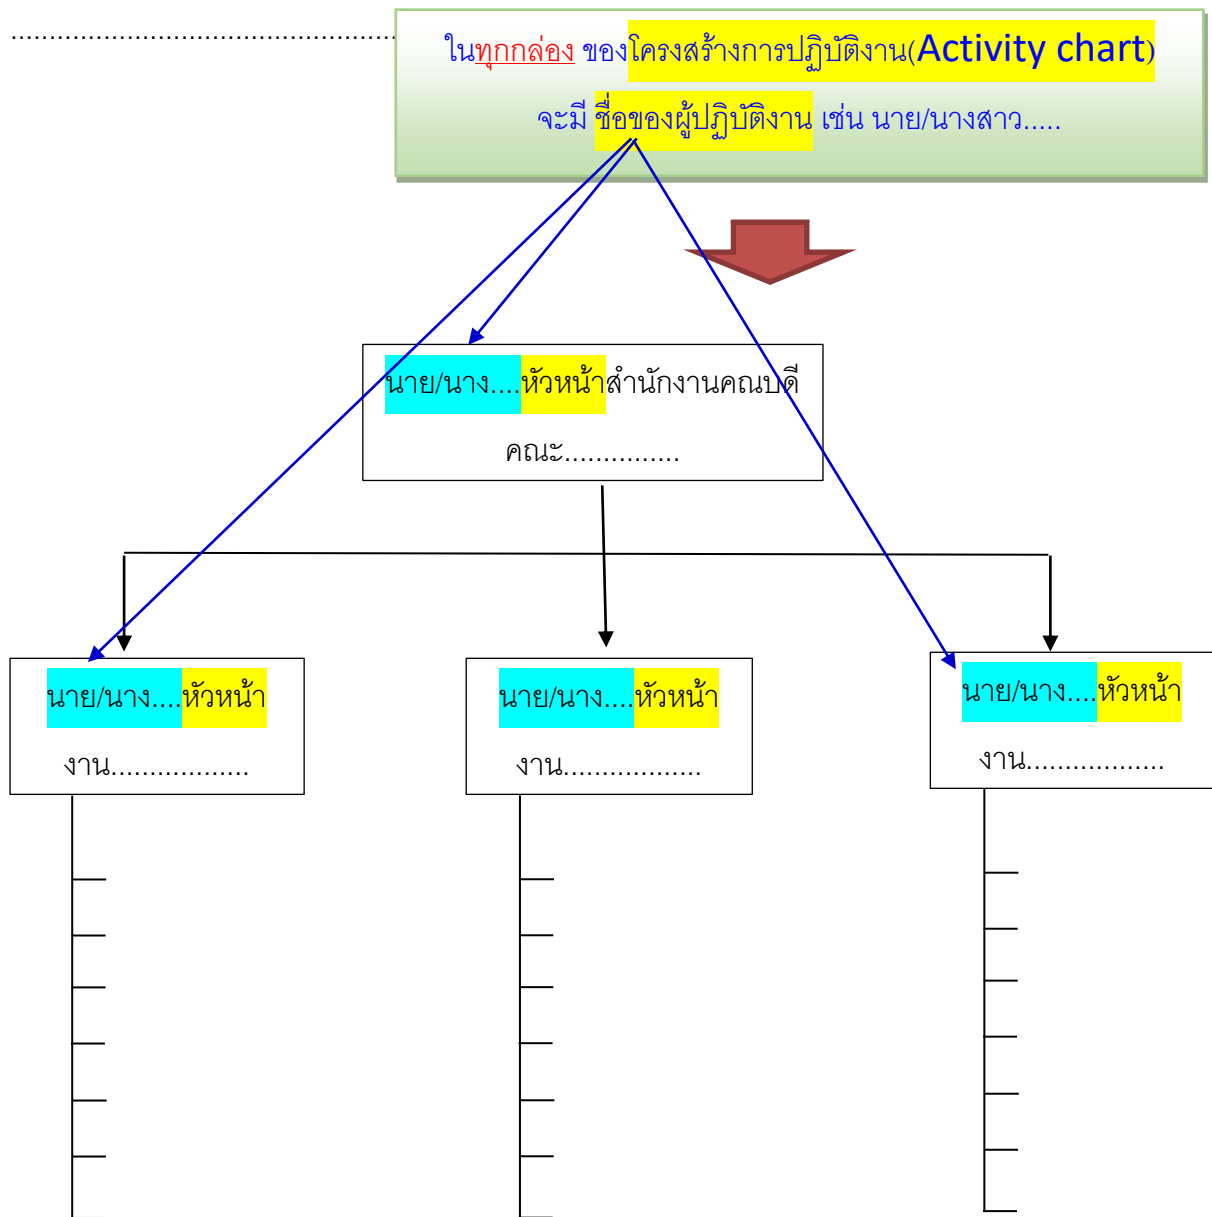 ..................................................
ในทุกกล่อง ของโครงสร้างการปฏิบัติงาน(Activity chart)
จะมี ชื่อของผู้ปฏิบัติงาน เช่น นาย/นางสาว.....
นาย/นาง....หัวหน้าสำนักงานคณบดี
คณะ...............
นาย/นาง....หัวหน้า
งาน..................
นาย/นาง....หัวหน้า
งาน..................
นาย/นาง....หัวหน้า
งาน..................